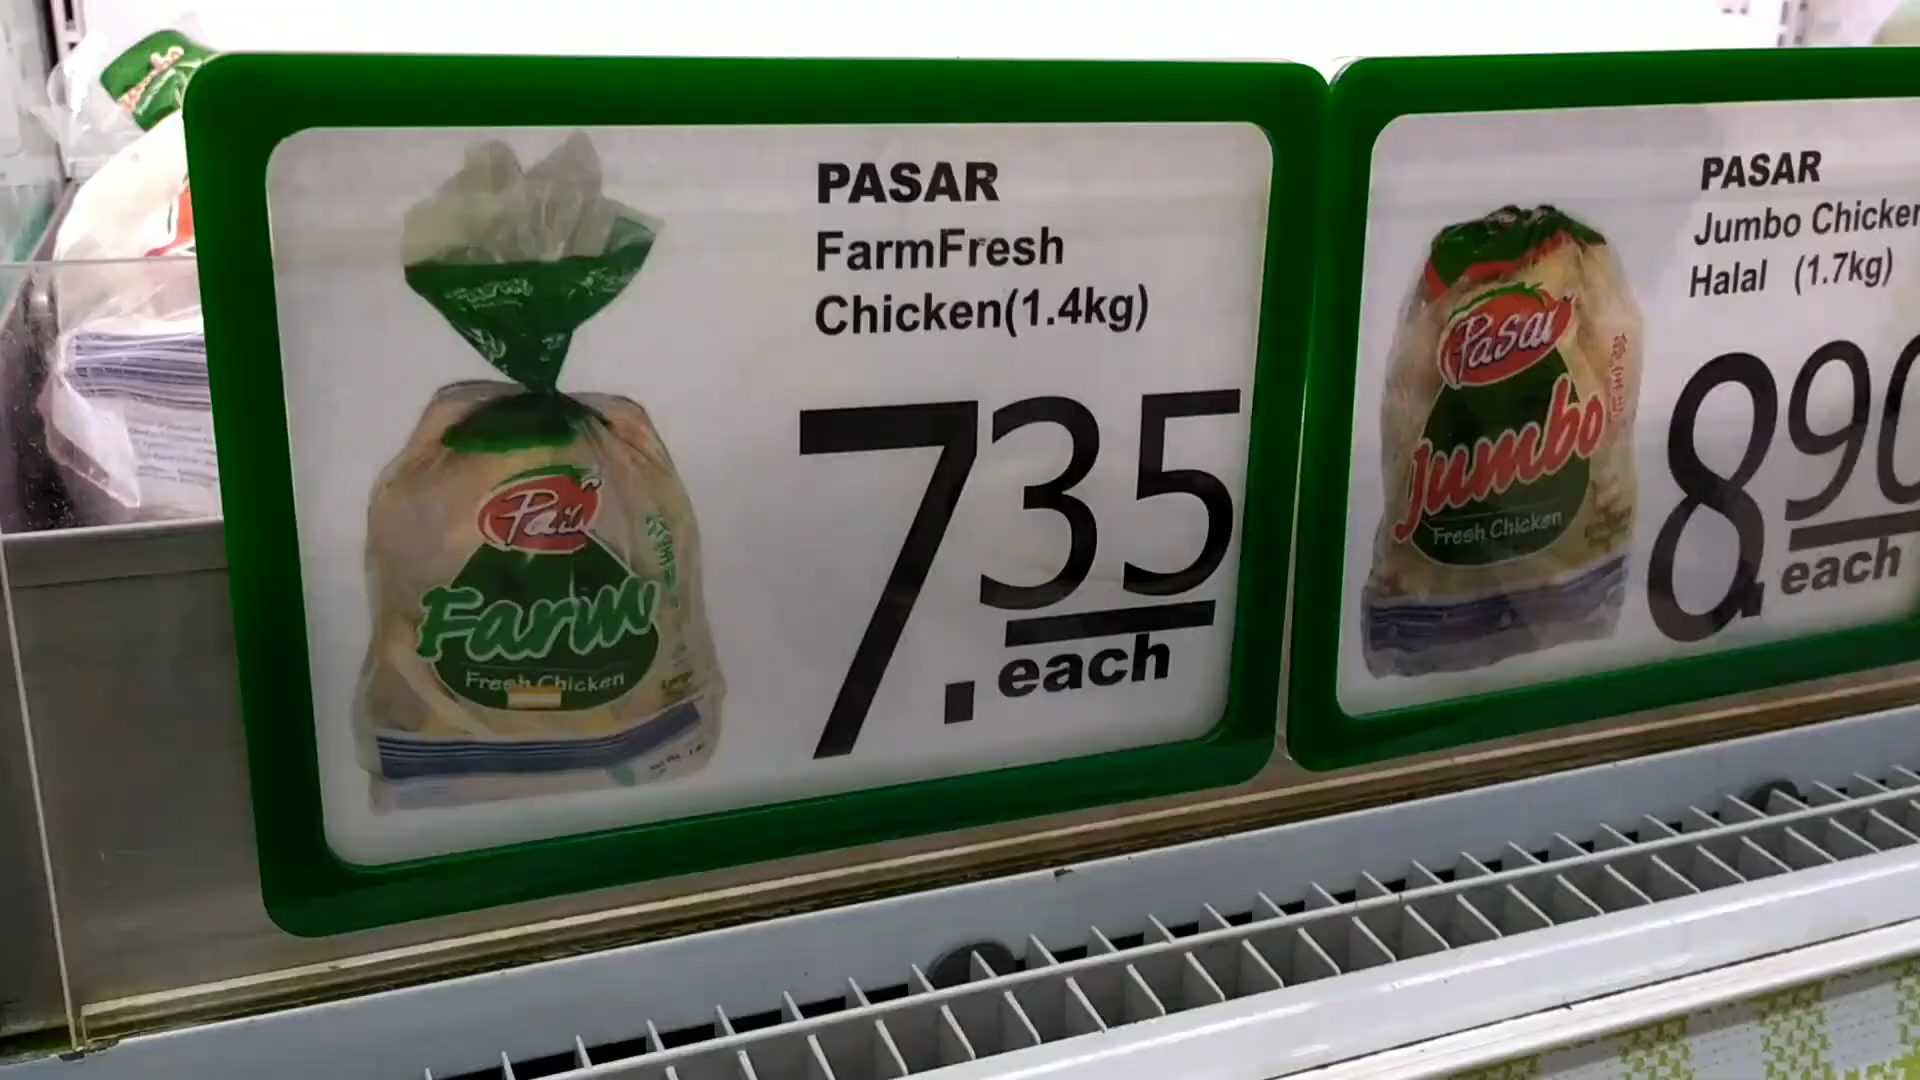 PASAR
FarmFresh
Chicken(1.4kg)
7.35
each
Farm
Fresh Chicken
PASAR
Jumbo Chicken
Halal (1.7kg)
8.90
each
Pasar
Jumbo
Fresh Chicken